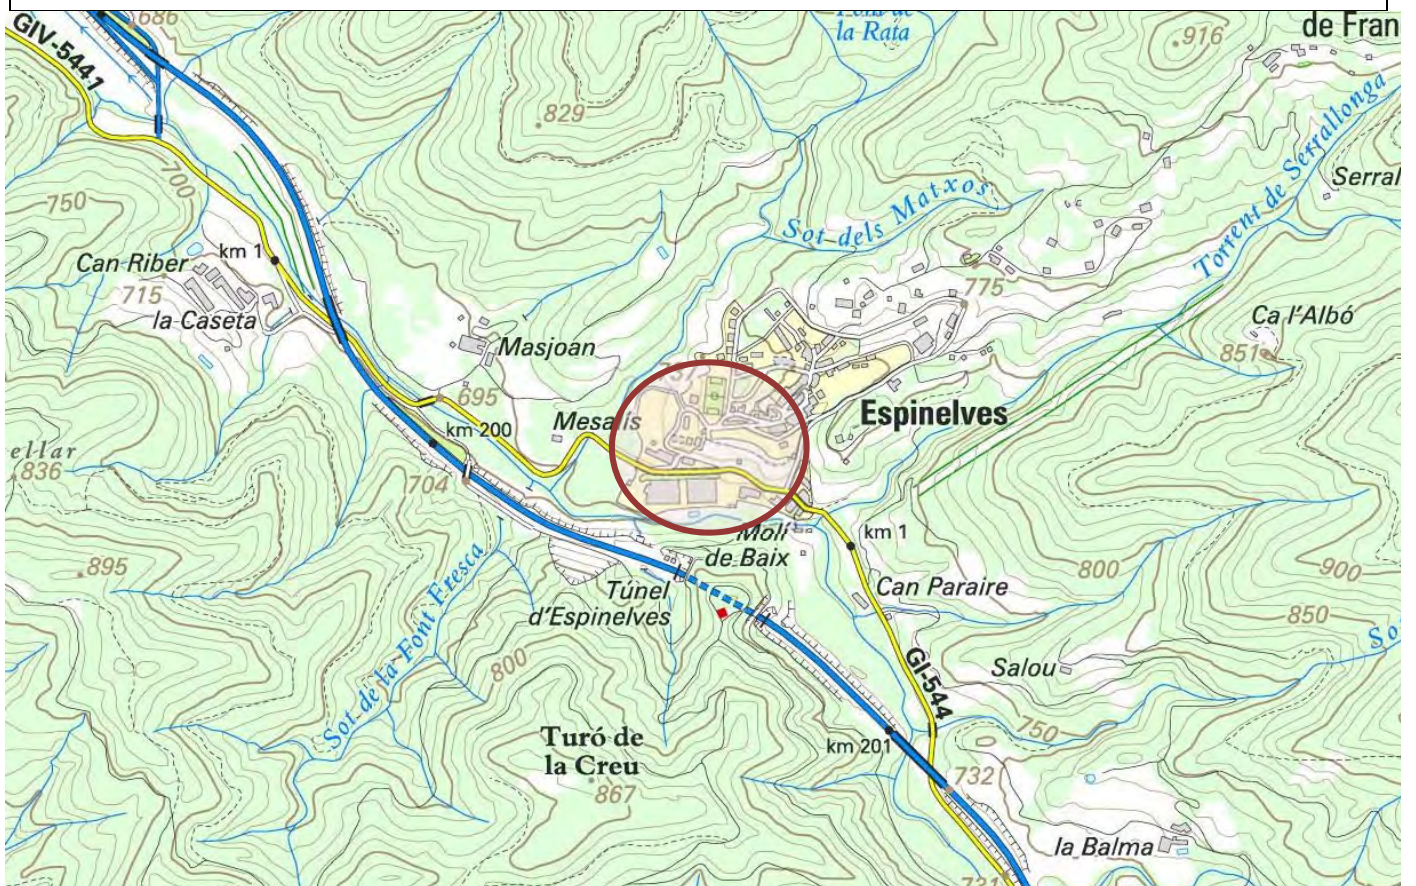 686
GIV-5441
la Rata
916
de Fran
829
Torrent de Serrallonga
700
750
Serral
Sot dels Matxos
km 1
Can Riber
715
la Caseta
775
Ca l'Albó
851
Masjoan
695
Mesalís
Espinelves
km 200
836
704
Molí
de Baix
km 1
895
Túnel
d'Espinelves
Can Paraire
800
900
850
Sot de la Font Fresca
800
Salou
GI-544
750
Turó de
la Creu
km 201
867
732
la Balma
731